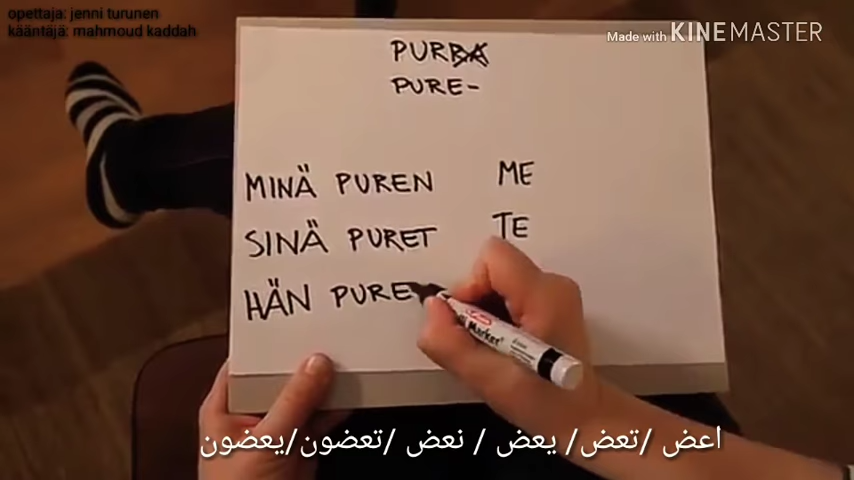 opettaja: jenni turunen
kääntäjä: mahmoud kaddah
Made with KINEMASTER
PURRA
PURE-
MINÄ PUREN ME
SINÄ PURET TE
HÄN PURE
Marker
اعض /تعض/ يعض / نعض /تعضون/يعضون